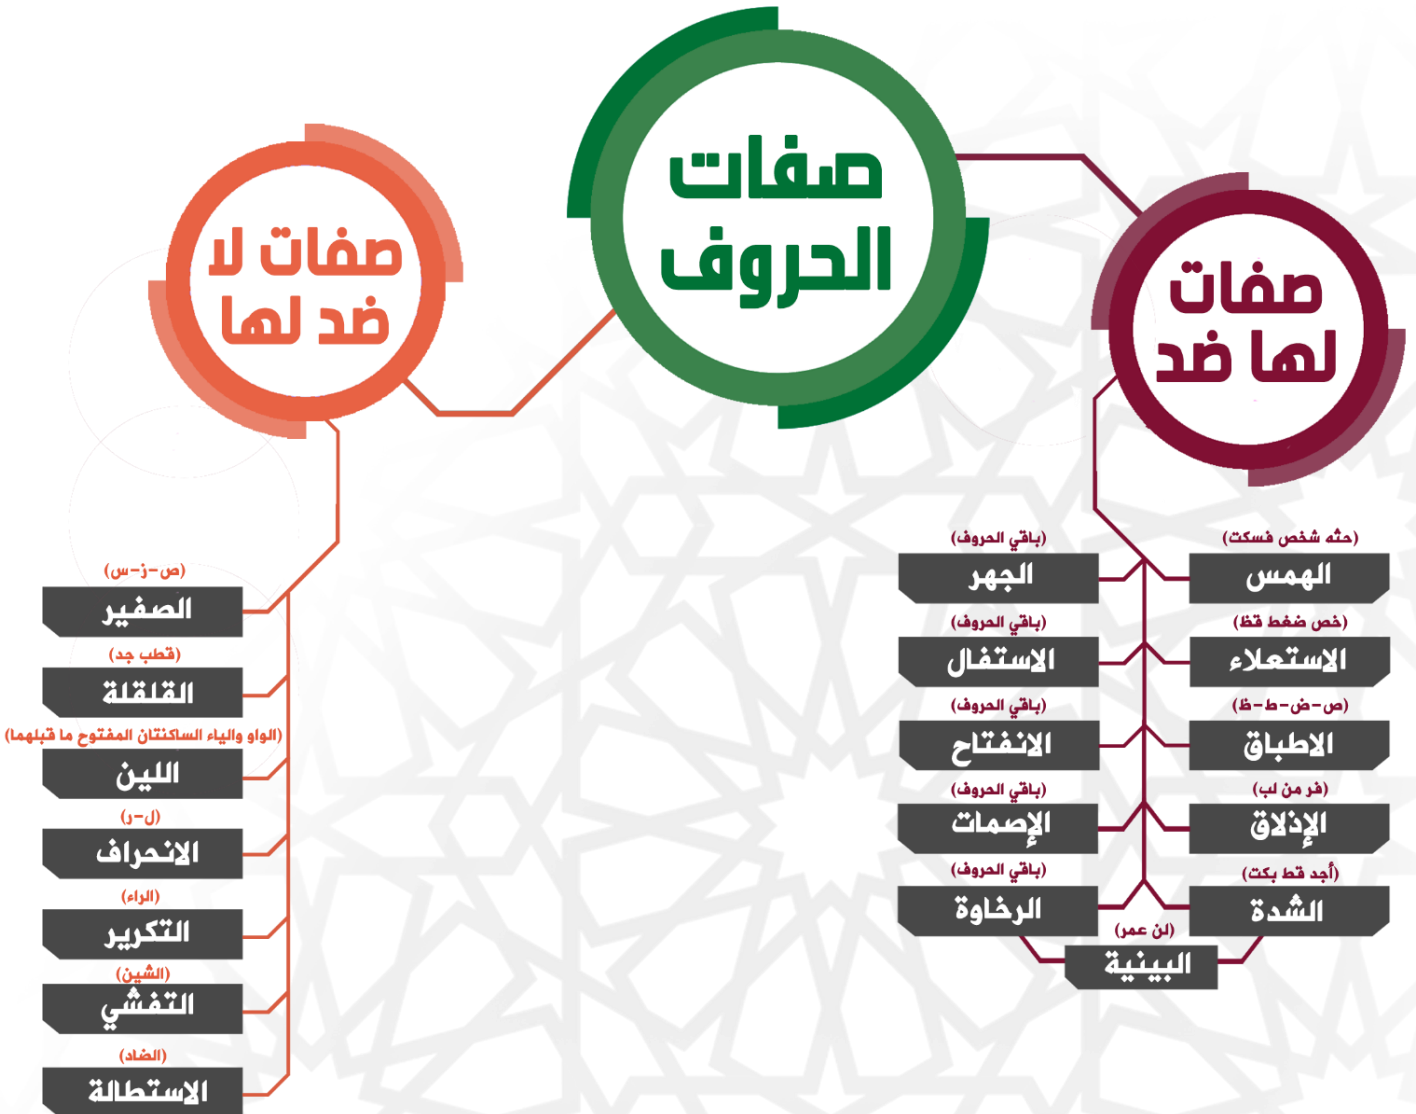 صفات
الحروف
صفات
لها ضد
(حثه شخص فسكت)
الهمس
(باقي الحروف)
الجهر
(خص ضغط قظ)
الاستعلاء
(باقي الحروف)
الاستفال
(ص-ض-ط-ظ)
الاطباق
(باقي الحروف)
الانفتاح
(فر من لب)
الإذلاق
(باقي الحروف)
الإصمات
(أجد قط بكت)
الشدة
(باقي الحروف)
الرخاوة
(لن عمر)
البينية
صفات لا
ضد لها
(ص-ز-س)
الصفير
(قطب جد)
القلقلة
(الواو والياء الساكنتان المفتوح ما قبلهما)
اللين
(ل-ر)
الانحراف
(الراء)
التكرير
(الشين)
التفشي
(الضاد)
الاستطالة